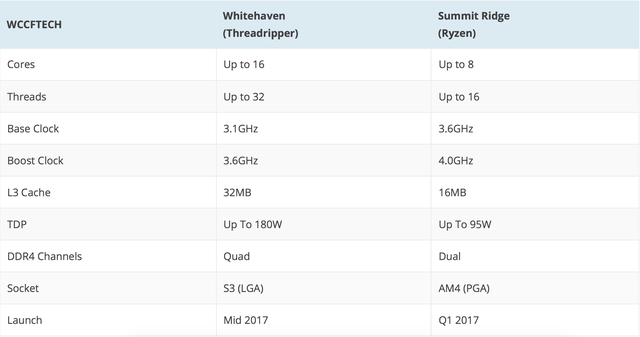 WCCFTECH Whitehaven (Threadripper) Summit Ridge (Ryzen)
Cores Up to 16 Up to 8
Threads Up to 32 Up to 16
Base Clock 3.1GHz 3.6GHz
Boost Clock 3.6GHz 4.0GHz
L3 Cache 32MB 16MB
TDP Up To 180W Up To 95W
DDR4 Channels Quad Dual
Socket S3 (LGA) AM4 (PGA)
Launch Mid 2017 Q1 2017